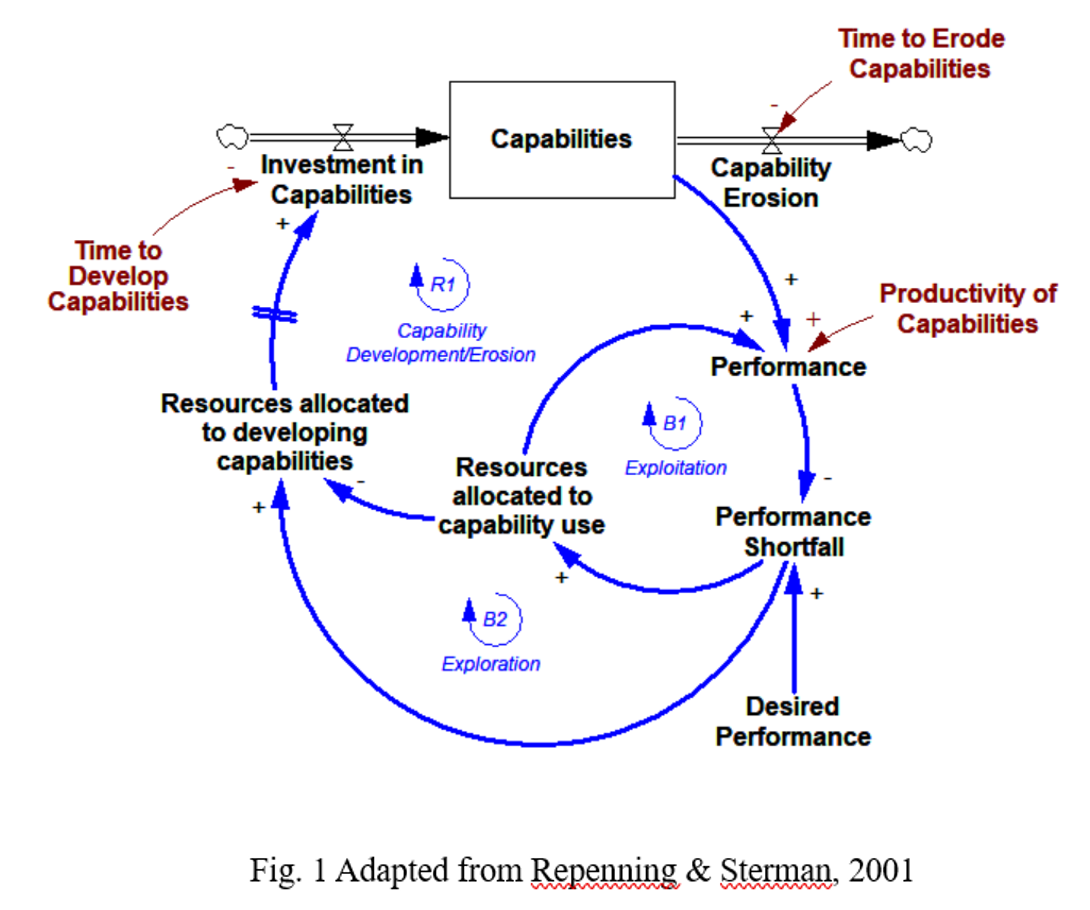 Time to Erode
Capabilities
-
Capabilities
Investment in
Capabilities
-
Capability
Erosion
+
Time to
Develop
Capabilities
R1
Capability
Development/Erosion
+
+
+
Productivity of
Capabilities
Performance
Resources allocated
to developing
capabilities
B1
Exploitation
Resources
allocated to
capability use
-
-
+
Performance
Shortfall
+
+
B2
Exploration
Desired
Performance
Fig. 1 Adapted from Repenning & Sterman, 2001